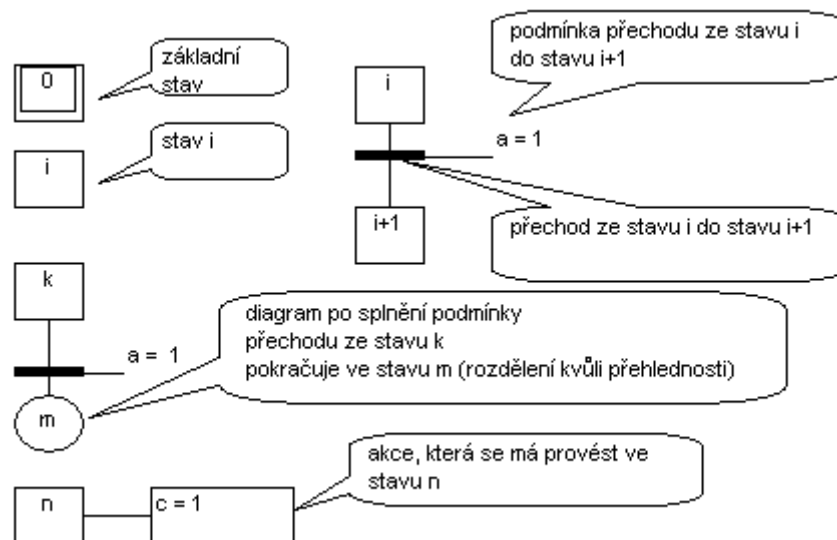 0
základní
stav
i
stav i
i
podmínka přechodu ze stavu i
do stavu i+1
a = 1
i+1
přechod ze stavu i do stavu i+1
k
a = 1
m
diagram po splnění podmínky
přechodu ze stavu k
pokračuje ve stavu m (rozdělení kvůli přehlednosti)
n
c = 1
akce, která se má provést ve
stavu n